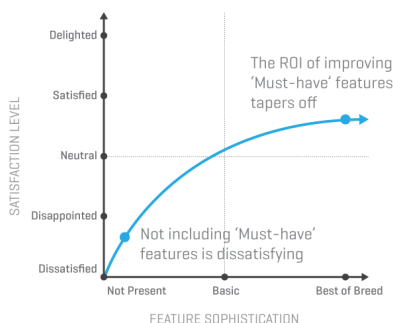 Delighted
The ROI of improving
'Must-have' features
tapers off
Satisfied
SATISFACTION LEVEL
Neutral
Disappointed
Not including 'Must-have'
features is dissatisfying
Dissatisfied
Not Present
Basic
Best of Breed
FEATURE SOPHISTICATION